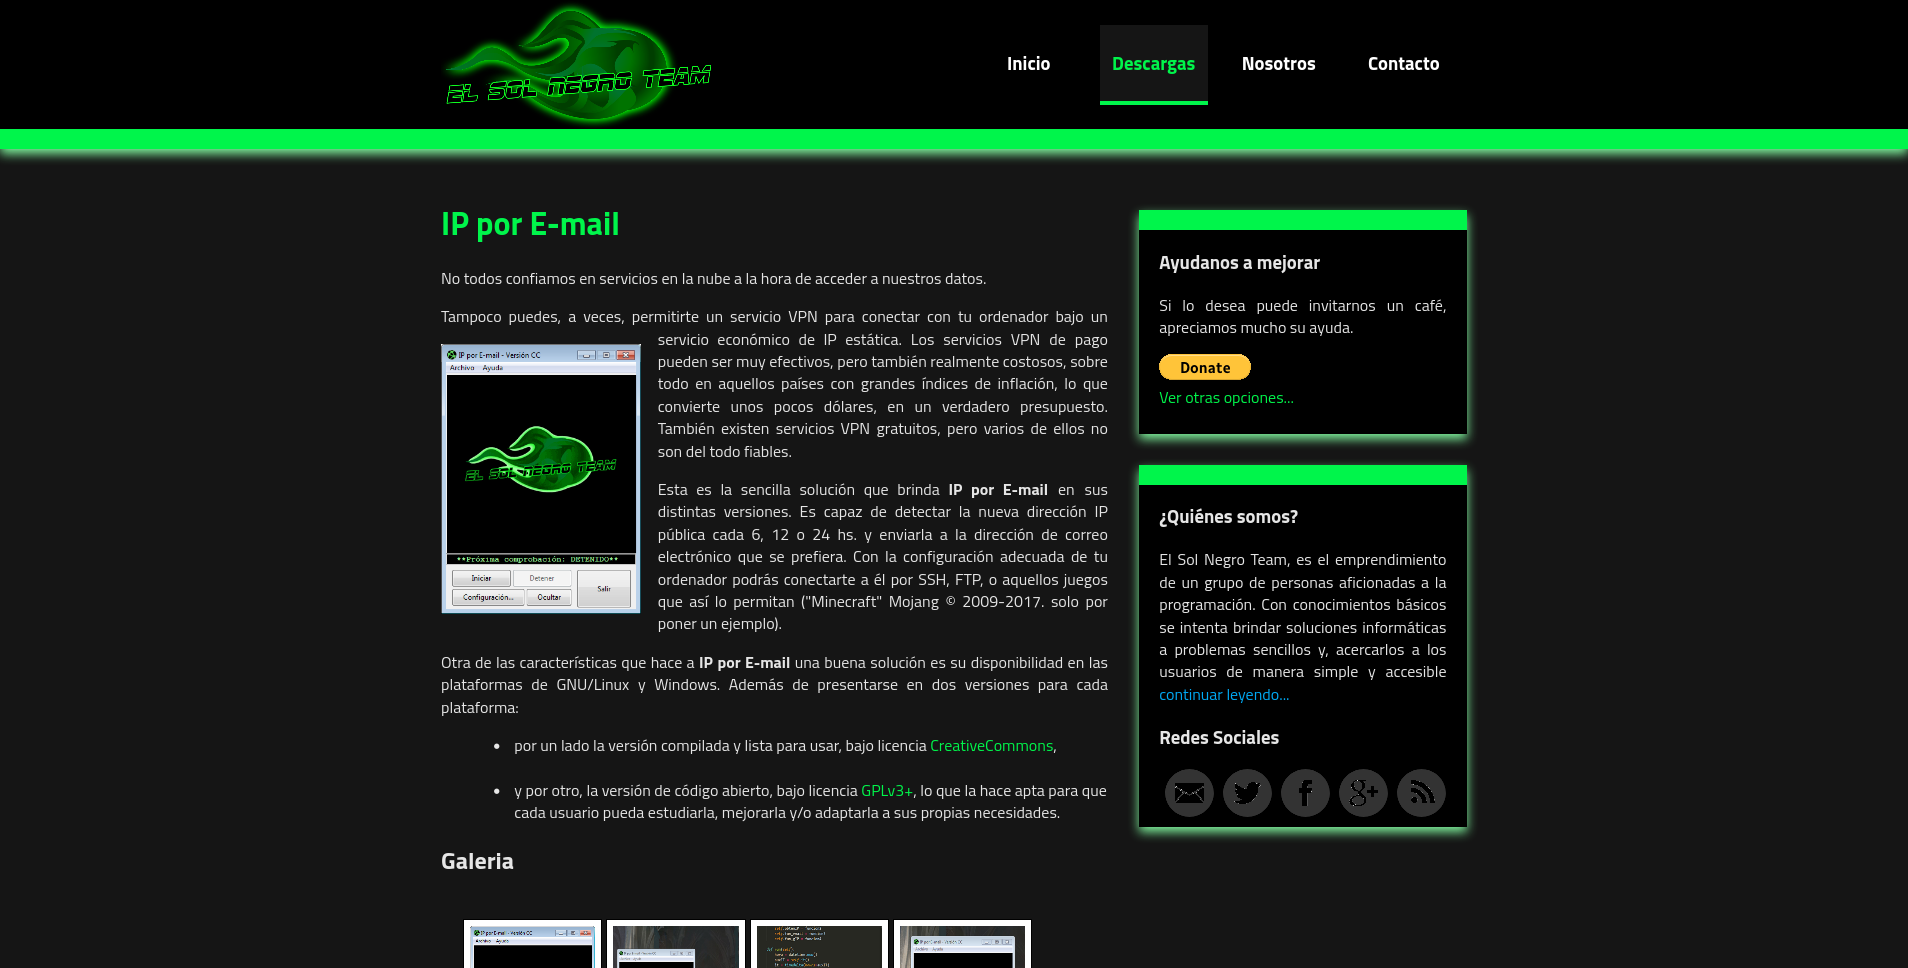 EL SOL NEGRO TEAM
Inicio
Descargas
Nosotros
Contacto
IP por E-mail
No todos confiamos en servicios en la nube a la hora de acceder a nuestros datos.
Tampoco puedes, a veces, permitirte un servicio VPN para conectar con tu ordenador bajo un
servicio económico de IP estática. Los servicios VPN de pago
pueden ser muy efectivos, pero también realmente costosos, sobre
todo en aquellos países con grandes índices de inflación, lo que
convierte unos pocos dólares, en un verdadero presupuesto.
También existen servicios VPN gratuitos, pero varios de ellos no
son del todo fiables.
IP por E-mail - Versión CC
Archivo Ayuda
EL SOL NEGRO TEAM
**Próxima comprobación: DETENIDO**
Iniciar
Detener
Salir
Configuración...
Ocultar
Esta es la sencilla solución que brinda IP por E-mail en sus
distintas versiones. Es capaz de detectar la nueva dirección IP
pública cada 6, 12 o 24 hs. y enviarla a la dirección de correo
electrónico que se prefiera. Con la configuración adecuada de tu
ordenador podrás conectarte a él por SSH, FTP, o aquellos juegos
que así lo permitan ("Minecraft" Mojang © 2009-2017. solo por
poner un ejemplo).
Otra de las características que hace a IP por E-mail una buena solución es su disponibilidad en las
plataformas de GNU/Linux y Windows. Además de presentarse en dos versiones para cada
plataforma:
• por un lado la versión compilada y lista para usar, bajo licencia CreativeCommons,
• y por otro, la versión de código abierto, bajo licencia GPLv3+, lo que la hace apta para que
cada usuario pueda estudiarla, mejorarla y/o adaptarla a sus propias necesidades.
Galeria
IP por E-mail - Versión CC
Archivo Ayuda
Ayudanos a mejorar
Si lo desea puede invitarnos un café,
apreciamos mucho su ayuda.
Donate
Ver otras opciones...
¿Quiénes somos?
El Sol Negro Team, es el emprendimiento
de un grupo de personas aficionadas a la
programación. Con conocimientos básicos
se intenta brindar soluciones informáticas
a problemas sencillos y, acercarlos a los
usuarios de manera simple y accesible
continuar leyendo...
Redes Sociales